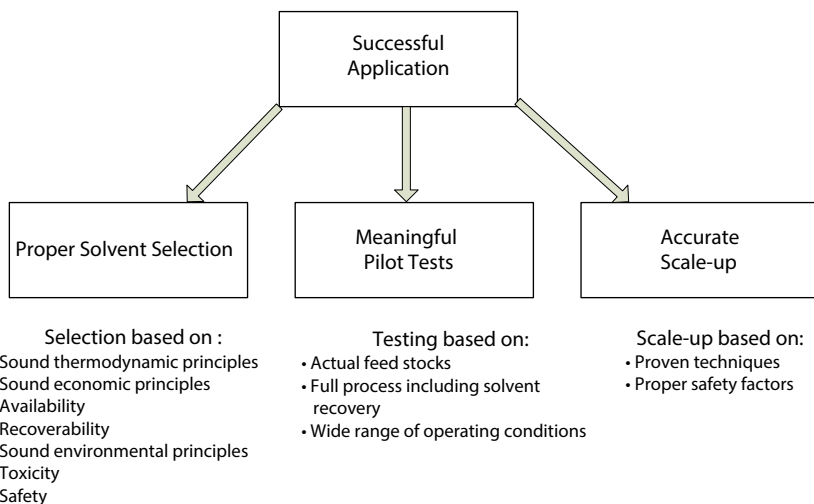 Successful
Application
Proper Solvent Selection
Meaningful
Pilot Tests
Accurate
Scale-up
Selection based on :
Sound thermodynamic principles
Sound economic principles
Availability
Recoverability
Sound environmental principles
Toxicity
Safety
Testing based on:
• Actual feed stocks
• Full process including solvent
recovery
• Wide range of operating conditions
Scale-up based on:
• Proven techniques
• Proper safety factors